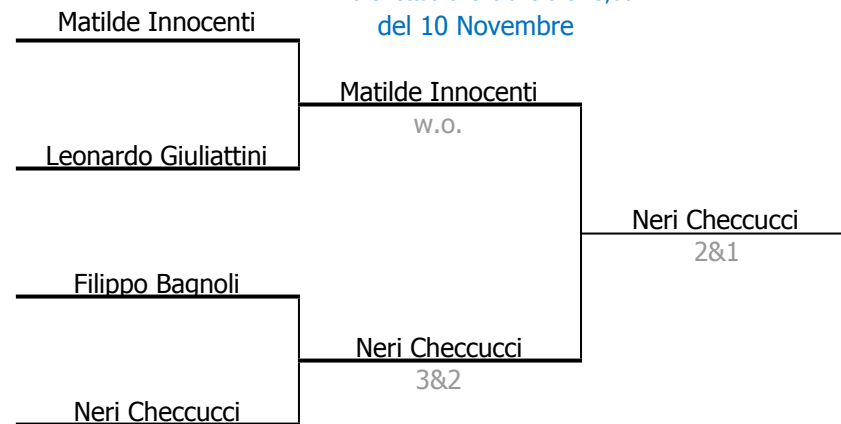 Matilde Innocenti
del 10 Novembre
Matilde Innocenti
w.o.
Leonardo Giuliattini
Neri Checcucci
2&1
Filippo Bagnoli
Neri Checcucci
3&2
Neri Checcucci